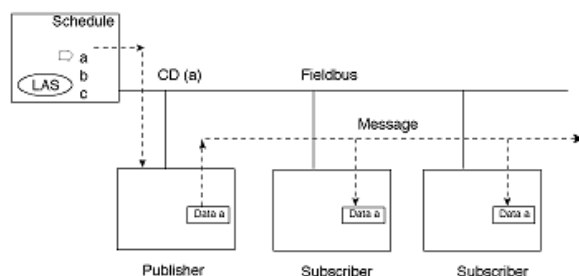 Schedule
a
b
LAS
c
CD (a)
Fieldbus
Message
Data a
Data a
Data a
Publisher
Subscriber
Subscriber